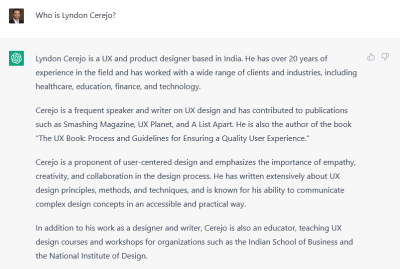 Who is Lyndon Cerejo?
Lyndon Cerejo is a UX and product designer based in India. He has over 20 years of
experience in the field and has worked with a wide range of clients and industries, including
healthcare, education, finance, and technology.
Cerejo is a frequent speaker and writer on UX design and has contributed to publications
such as Smashing Magazine, UX Planet, and A List Apart. He is also the author of the book
"The UX Book: Process and Guidelines for Ensuring a Quality User Experience."
Cerejo is a proponent of user-centered design and emphasizes the importance of empathy,
creativity, and collaboration in the design process. He has written extensively about UX
design principles, methods, and techniques, and is known for his ability to communicate
complex design concepts in an accessible and practical way.
In addition to his work as a designer and writer, Cerejo is also an educator, teaching UX
design courses and workshops for organizations such as the Indian School of Business and
the National Institute of Design.